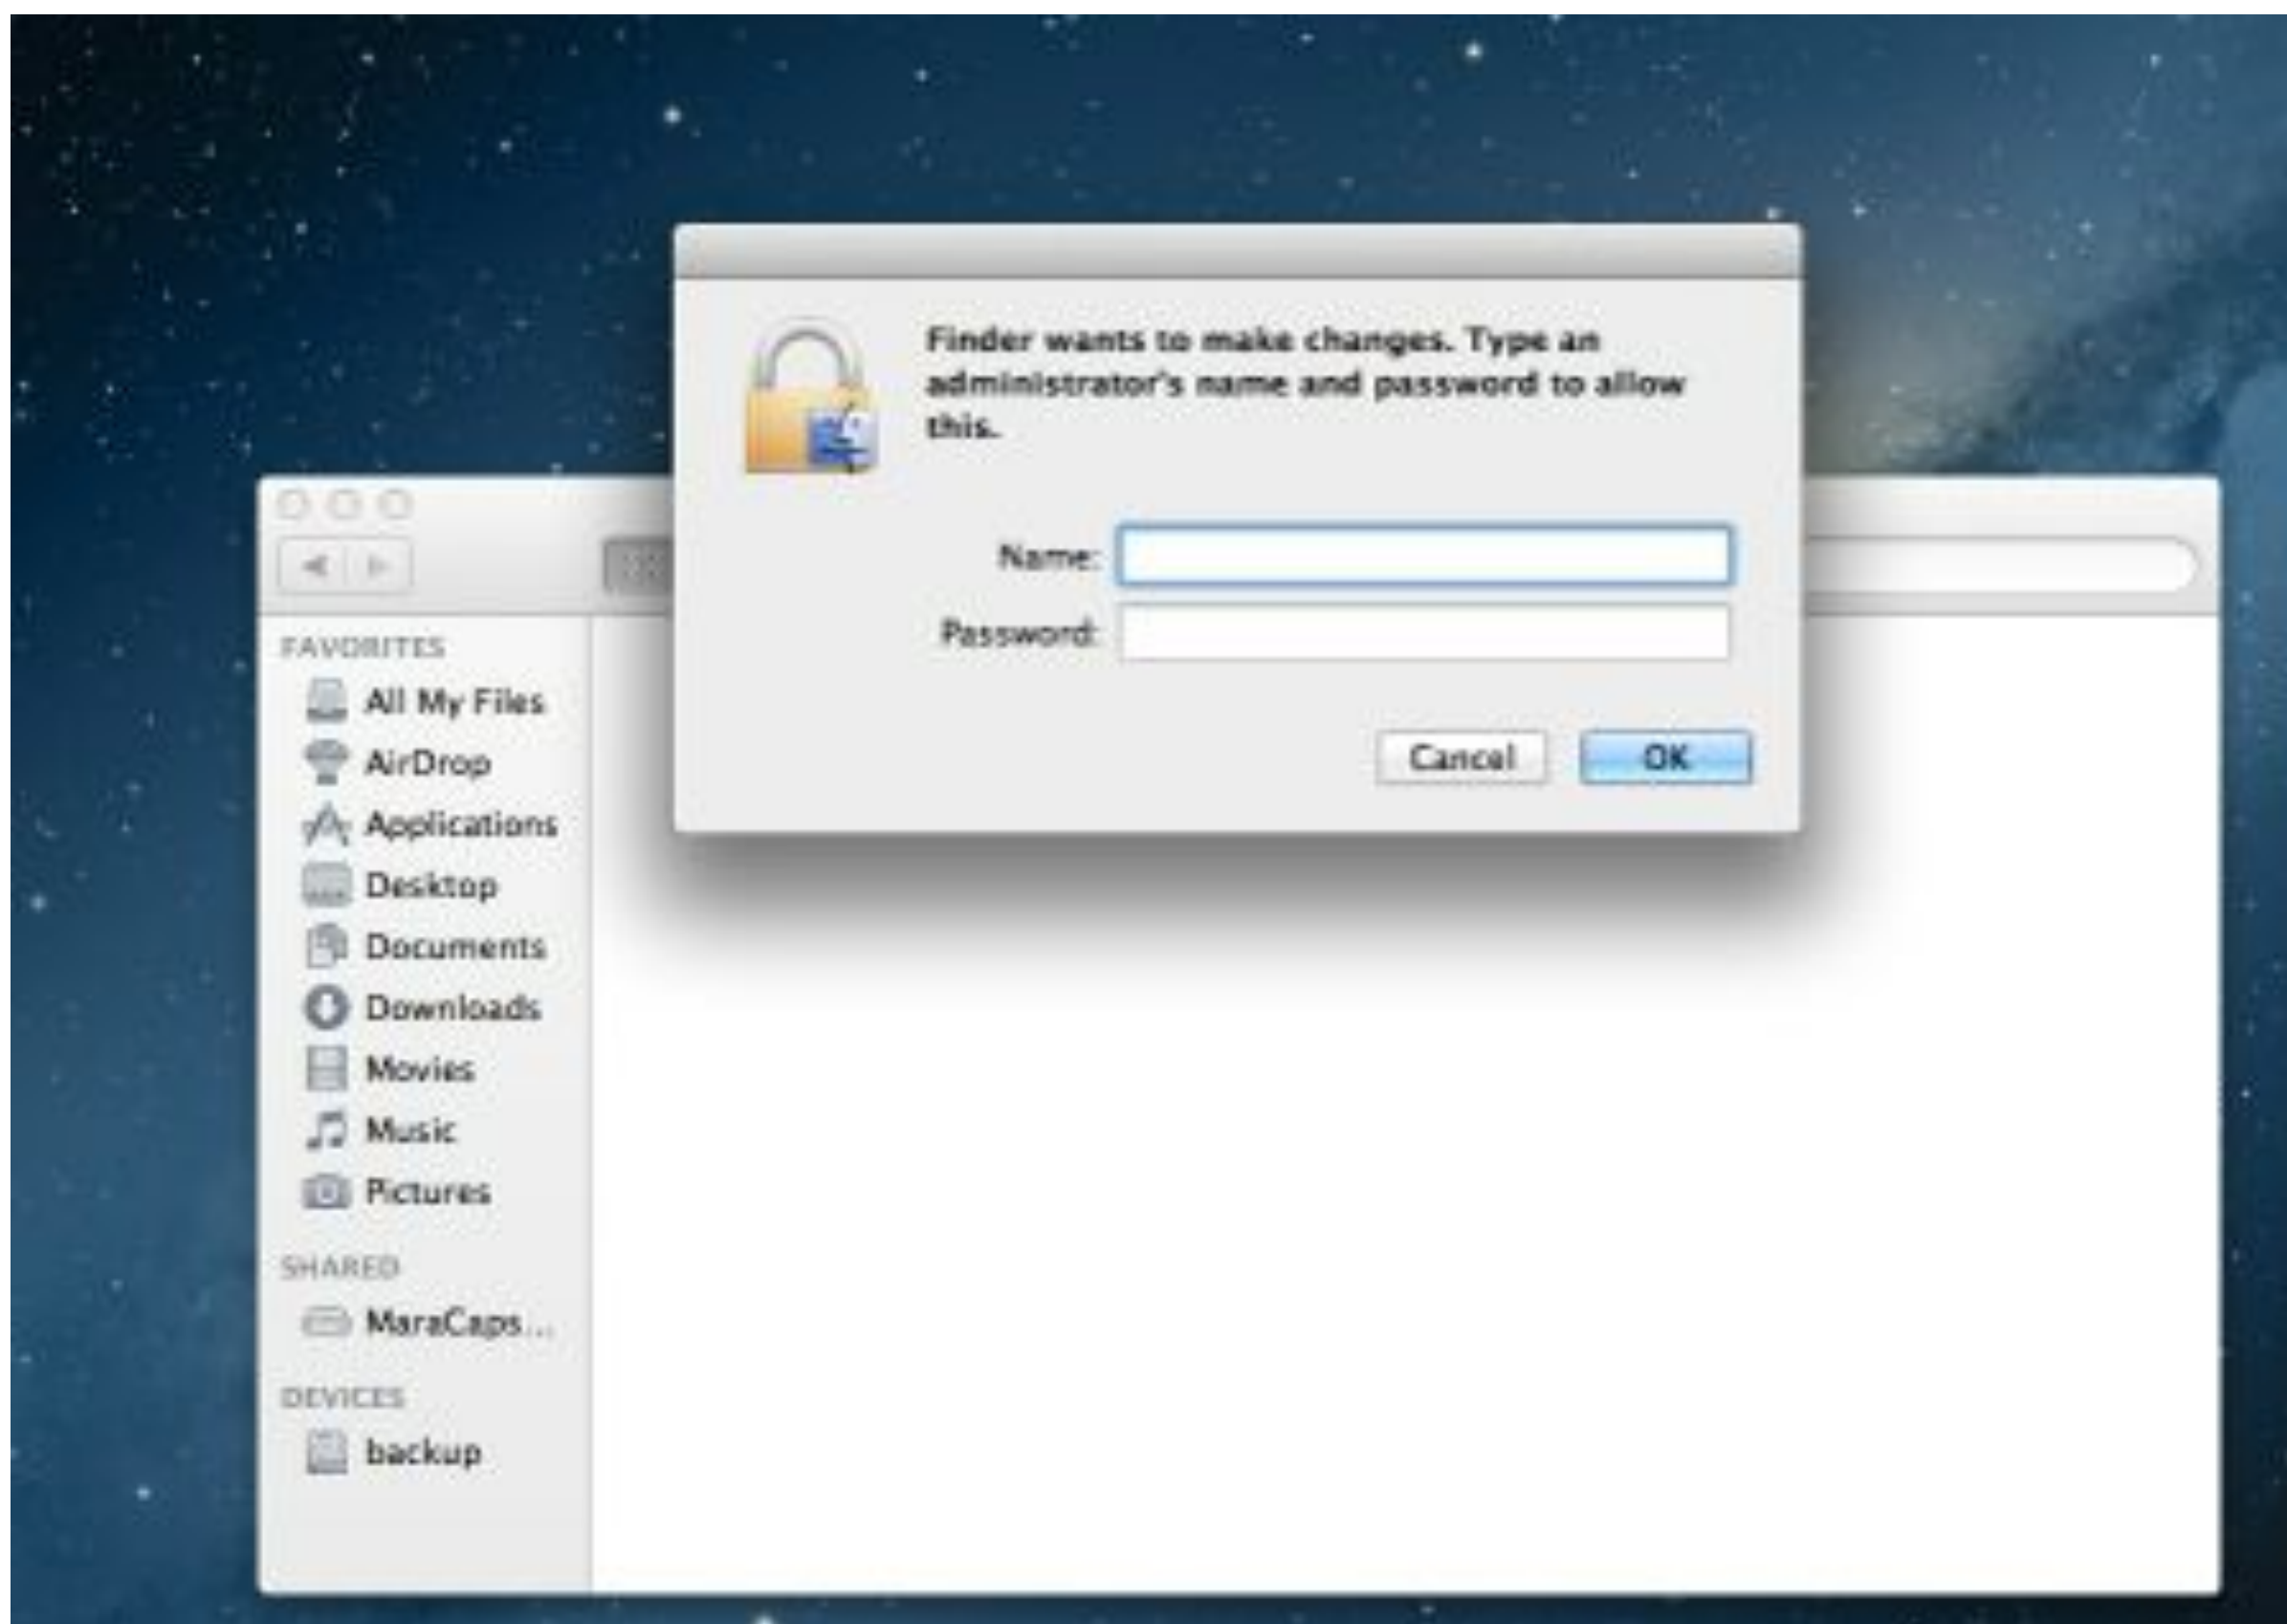 Finder wants to make changes. Type an
administrator's name and password to allow
this.
Name:
Password:
Cancel
OK
FAVORITES
All My Files
AirDrop
Applications
Desktop
Documents
Downloads
Movies
Music
Pictures
SHARED
MaraCaps...
DEVICES
backup